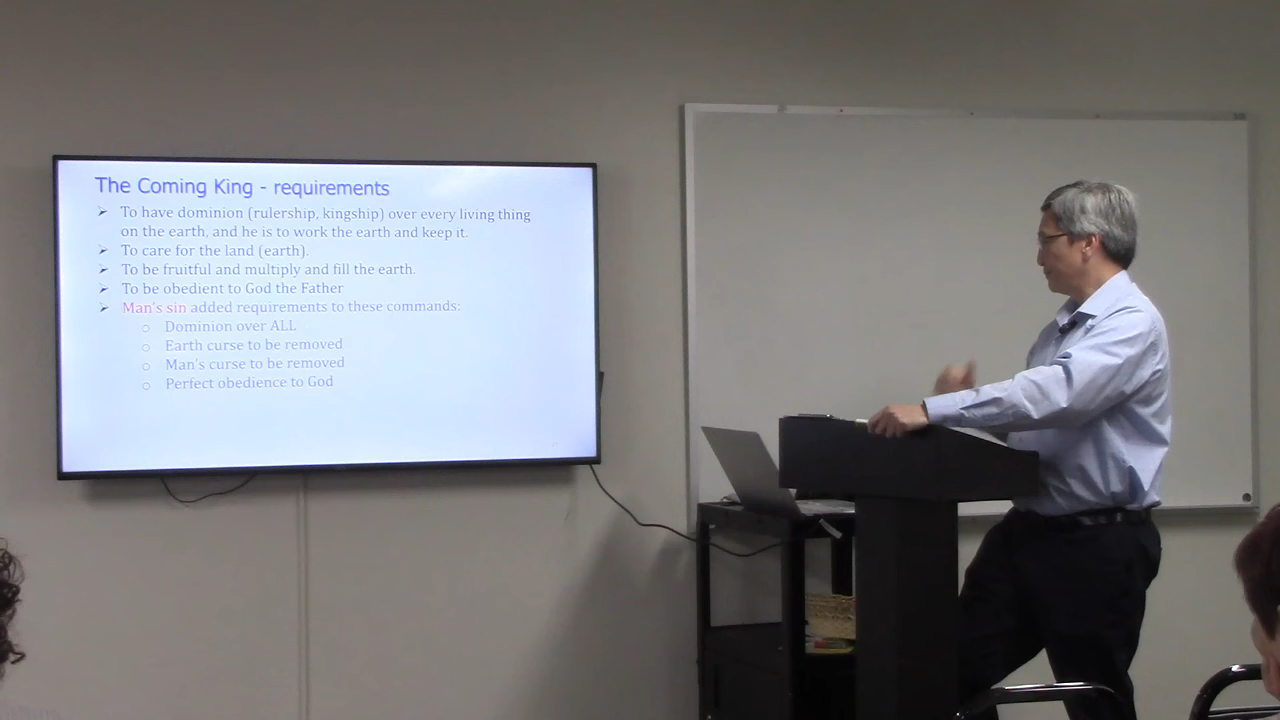 The Coming King - requirements
➢ To have dominion (rulership, kingship) over every living thing
on the earth, and he is to work the earth and keep it.
➢ To care for the land (earth).
➢ To be fruitful and multiply and fill the earth.
➢ To be obedient to God the Father
➢ Man's sin added requirements to these commands:
o Dominion over ALL
o Earth curse to be removed
o Man's curse to be removed
o Perfect obedience to God